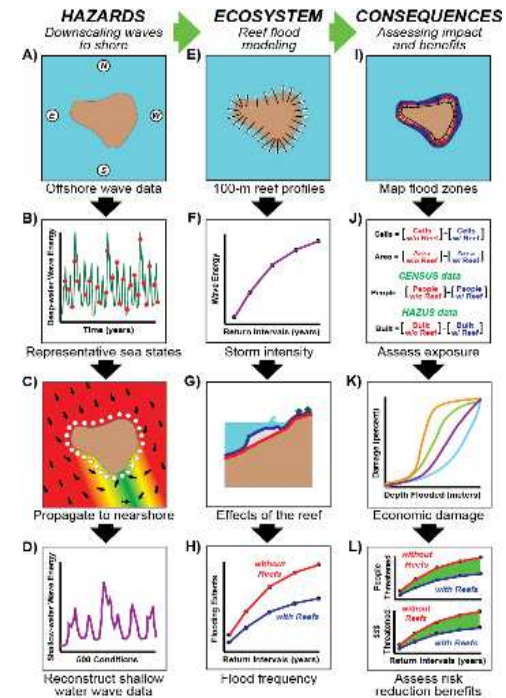 HAZARDS
Downscaling waves
to shore
ECOSYSTEM
Reef flood
modeling
CONSEQUENCES
Assessing impact
and benefits
A)
N
E
W
S
Offshore wave data
E)
100-m reef profiles
I)
Map flood zones
B)
Deep-water Wave Energy
Time (years)
Representative sea states
F)
Wave Energy
Return Intervals (years)
Storm intensity
J)
Cells = [Cells w/o Reef] - [Cells w/ Reef]
Area = [Area w/o Reef] - [Area w/ Reef]
CENSUS data
People = [People w/o Reef] - [People w/ Reef]
HAZUS data
Built = [Built w/o Reef] - [Built w/ Reef]
Assess exposure
C)
Propagate to nearshore
G)
Effects of the reef
K)
Damage (percent)
Depth Flooded (meters)
Economic damage
D)
Shallow-water Wave Energy
500 Conditions
Reconstruct shallow
water wave data
H)
Flooding Extents
without
Reefs
with Reefs
Return Intervals (years)
Flood frequency
L)
People
Threatened
without
Reefs
with Reefs
$$$
Threatened
without
Reefs
with Reefs
Return Intervals (years)
Assess risk
reduction benefits